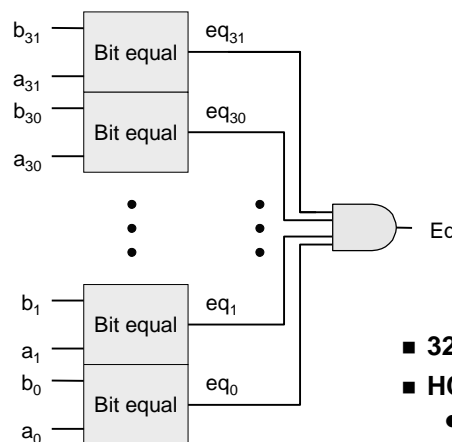 b31
eq31
Bit equal
a31
b30
eq30
Bit equal
a30
b1
eq1
Bit equal
a1
b0
eq0
Bit equal
a0
■ 32